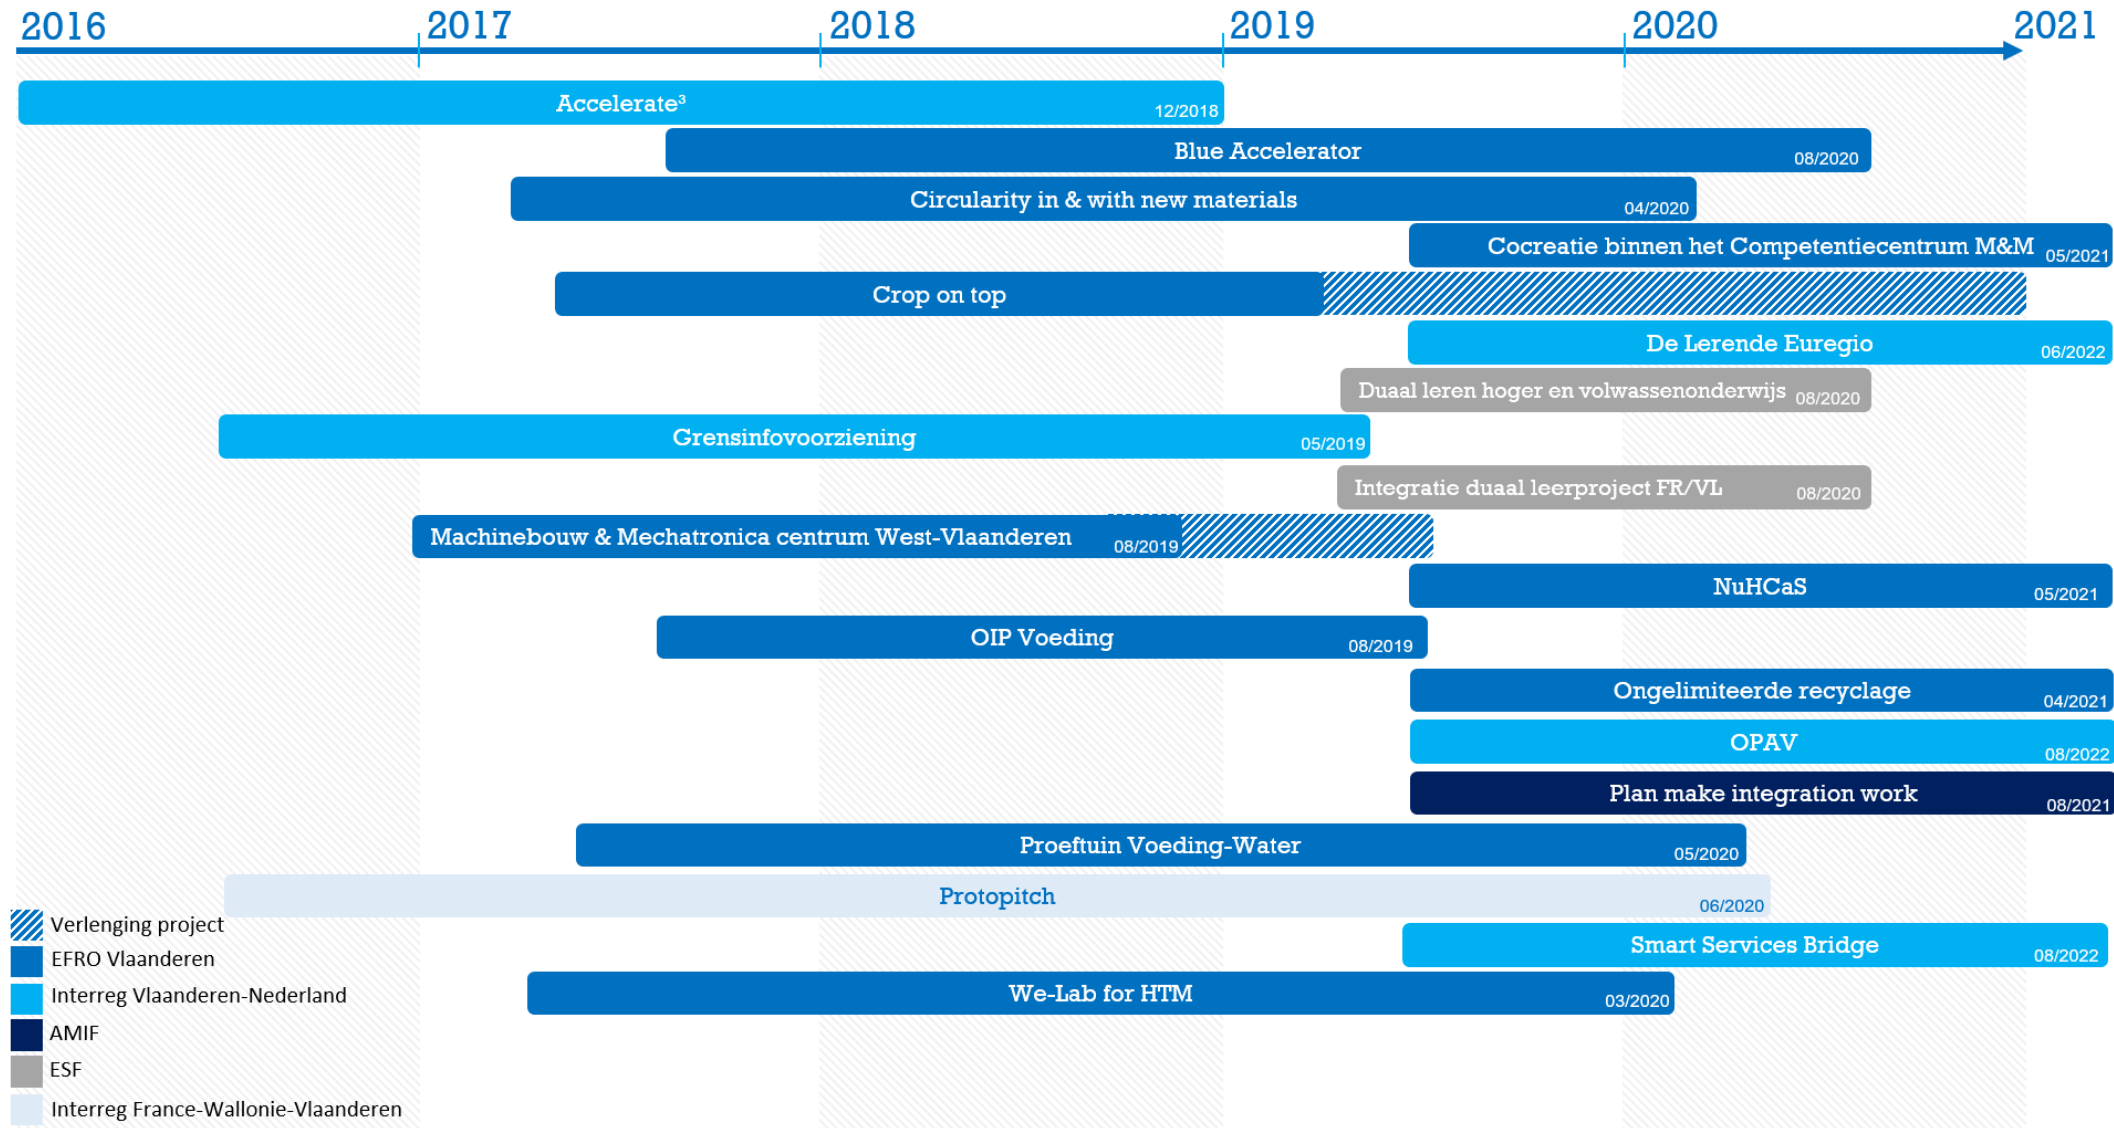 2016 2017 2018 2019 2020 2021
Accelerate³ 12/2018
Blue Accelerator 08/2020
Circularity in & with new materials 04/2020
Cocreatie binnen het Competentiecentrum M&M 05/2021
Crop on top
De Lerende Euregio 06/2022
Duaal leren hoger en volwassenonderwijs 08/2020
Grensinfovoorziening 05/2019
Integratie duaal leerproject FR/VL 08/2020
Machinebouw & Mechatronica centrum West-Vlaanderen 08/2019
NuHCaS 05/2021
OIP Voeding 08/2019
Ongelimiteerde recyclage 04/2021
OPAV 08/2022
Plan make integration work 08/2021
Proeftuin Voeding-Water 05/2020
Protopitch 06/2020
Smart Services Bridge 08/2022
We-Lab for HTM 03/2020
Verlenging project
EFRO Vlaanderen
Interreg Vlaanderen-Nederland
AMIF
ESF
Interreg France-Wallonie-Vlaanderen